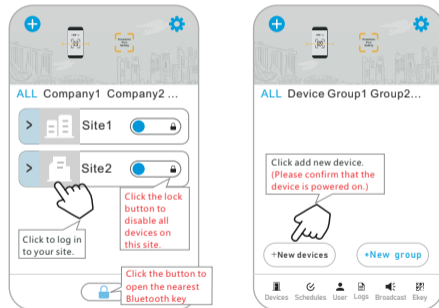 ALL Company1 Company2 ...
Site1
Site2
Click the lock
button to
disable all
devices on
this site.
Click to log in
to your site.
Click the button to
open the nearest
Bluetooth key
ALL Device Group1 Group2...
Click add new device.
(Please confirm that the
device is powered on.)
+New devices
+New group
Devices Schedules User Logs Broadcast Ekey